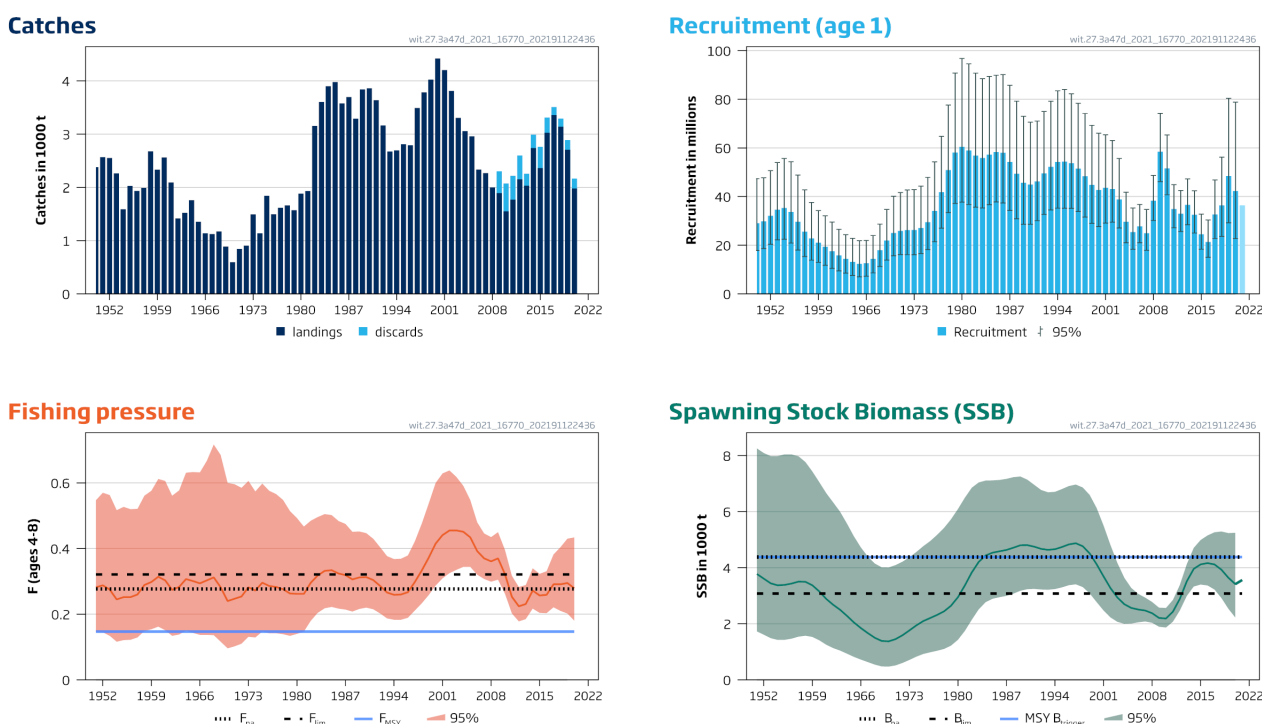 Catches
wit.27.3a47d_2021_16770_202191122436
Catches in 1000 t
4
3
2
1
0
1952 1959 1966 1973 1980 1987 1994 2001 2008 2015 2022
landings discards
Recruitment (age 1)
wit.27.3a47d_2021_16770_202191122436
Recruitment in millions
100
80
60
40
20
0
1952 1959 1966 1973 1980 1987 1994 2001 2008 2015 2022
Recruitment 95%
Fishing pressure
wit.27.3a47d_2021_16770_202191122436
F (ages 4-8)
0.6
0.4
0.2
0
1952 1959 1966 1973 1980 1987 1994 2001 2008 2015 2022
Fpa Flim FMSY 95%
Spawning Stock Biomass (SSB)
wit.27.3a47d_2021_16770_202191122436
SSB in 1000 t
8
6
4
2
0
1952 1959 1966 1973 1980 1987 1994 2001 2008 2015 2022
Bpa Blim MSY Btrigger 95%